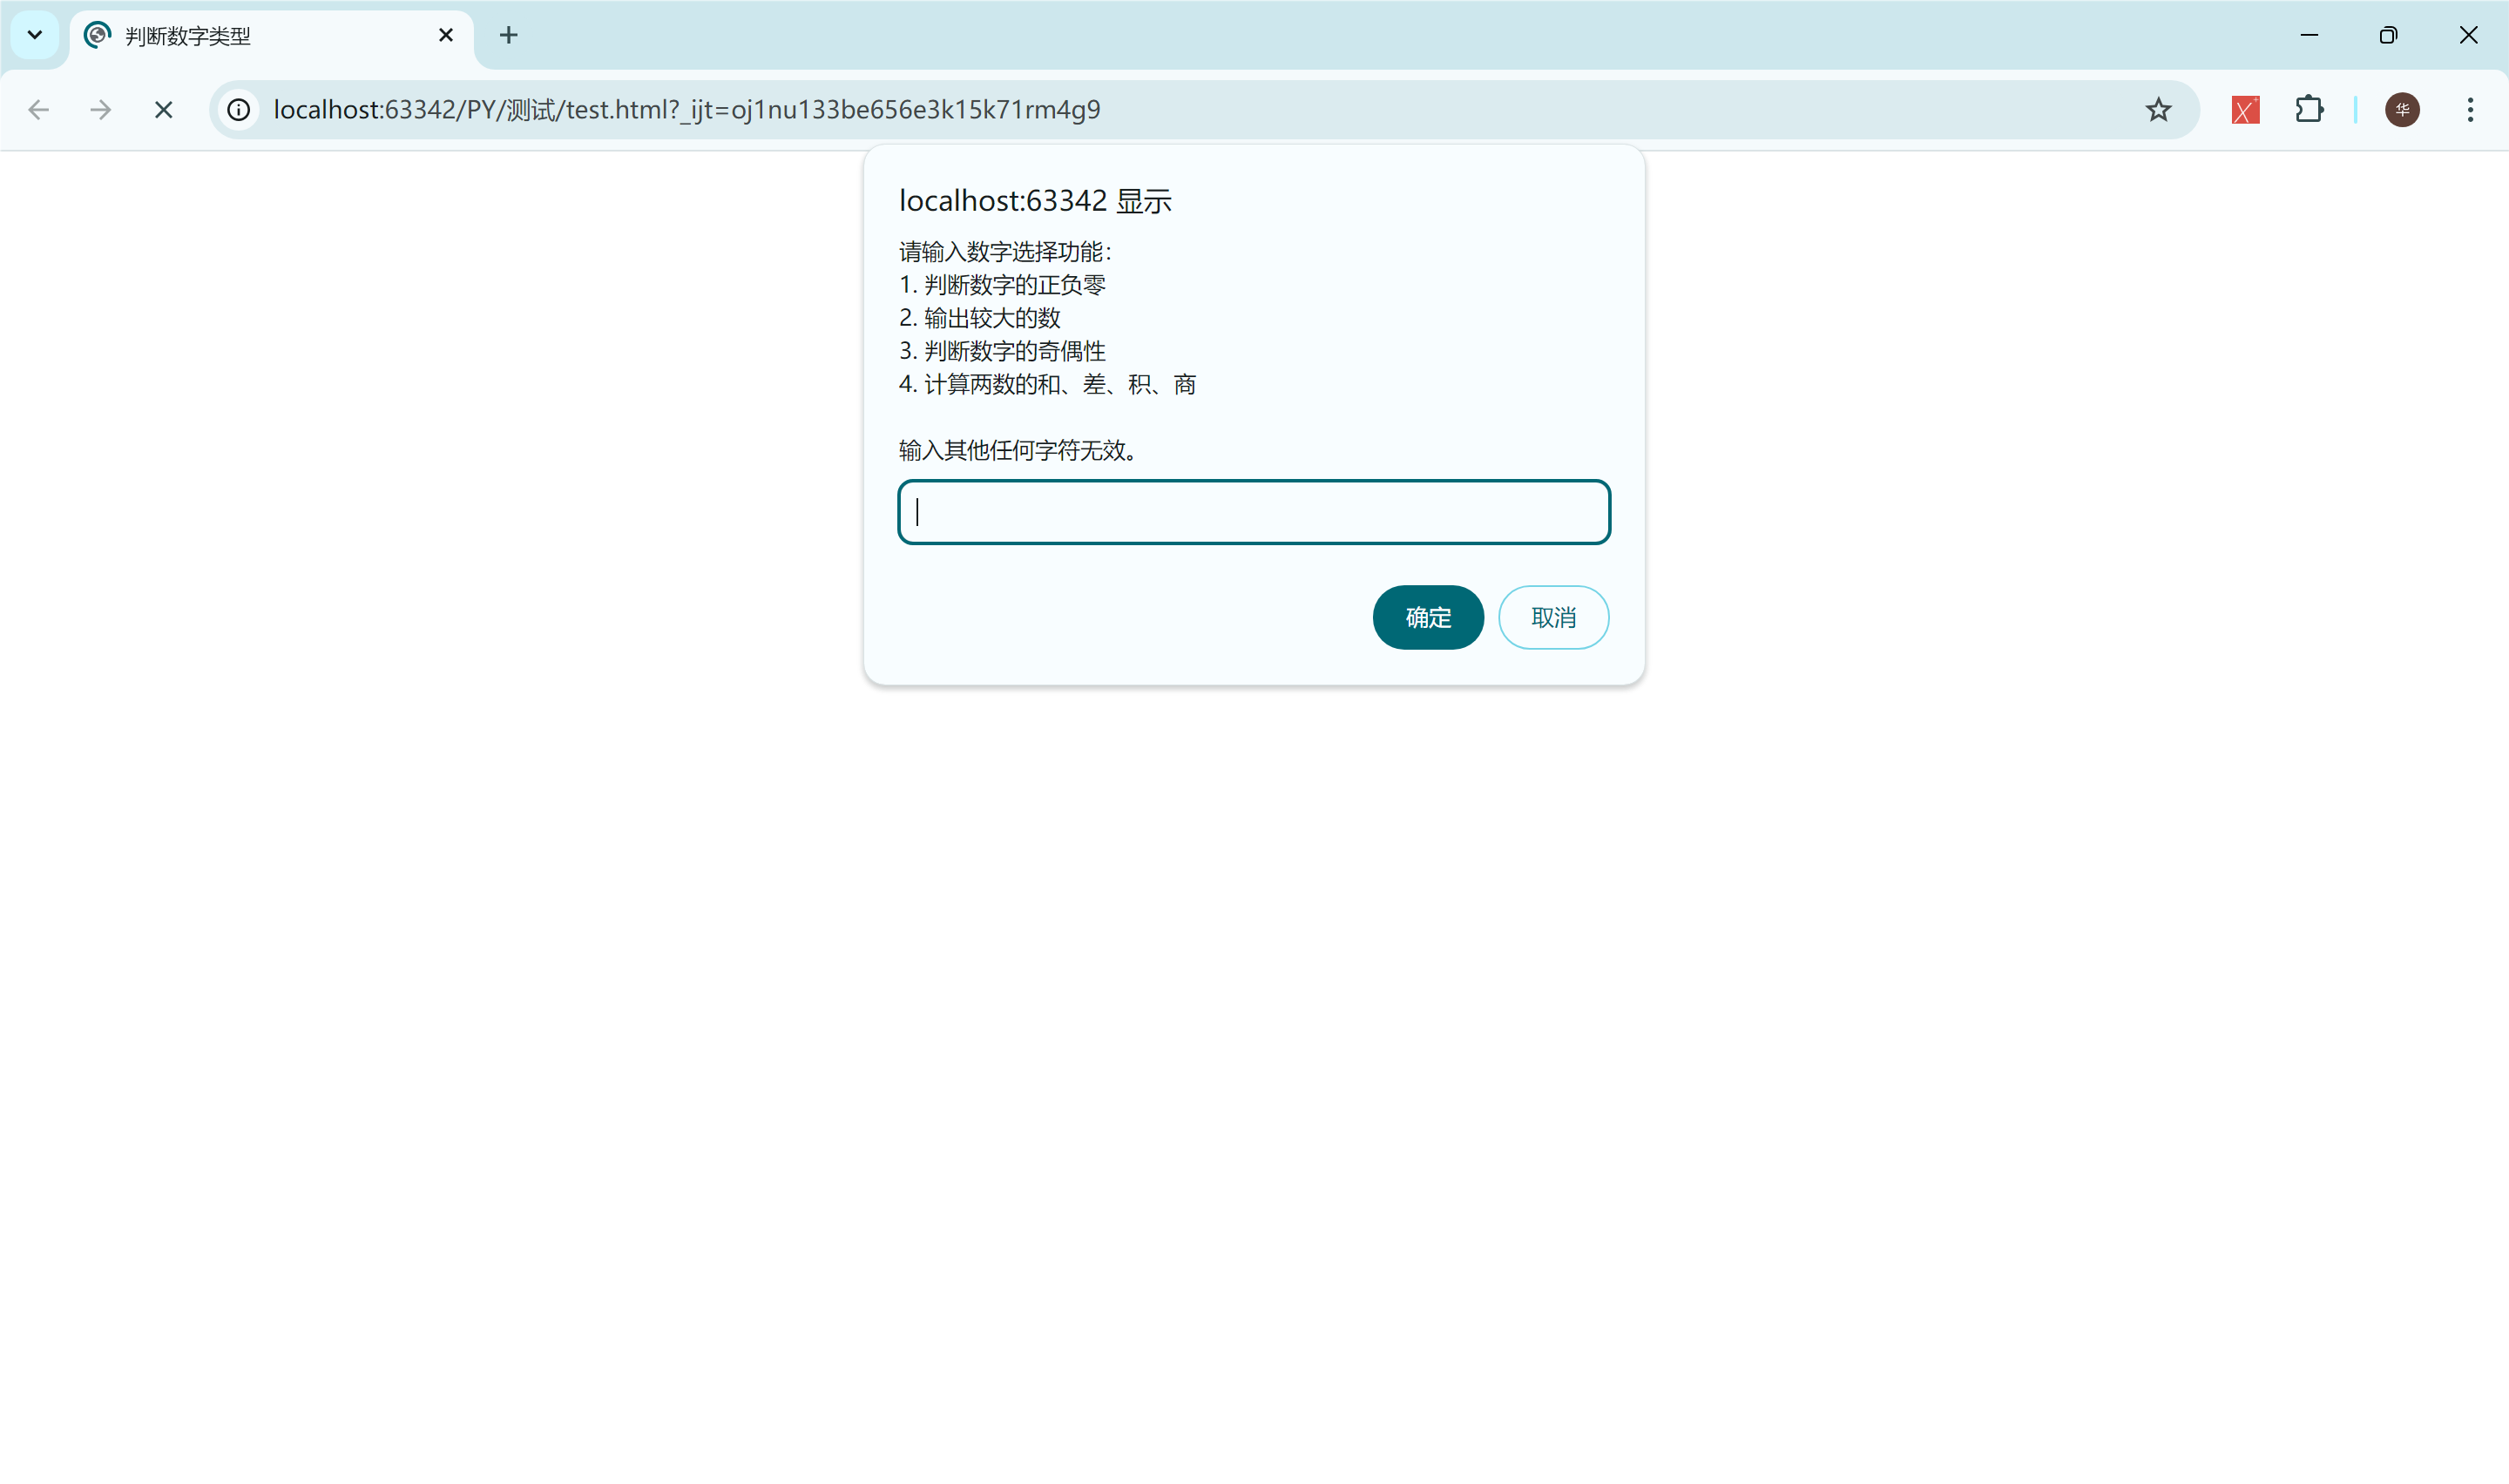 判断数字类型
localhost:63342/PY/测试/test.html?_ijt=oj1nu133be656e3k15k71rm4g9
华
localhost:63342 显示
请输入数字选择功能：
1. 判断数字的正负零
2. 输出较大的数
3. 判断数字的奇偶性
4. 计算两数的和、差、积、商
输入其他任何字符无效。
确定 取消